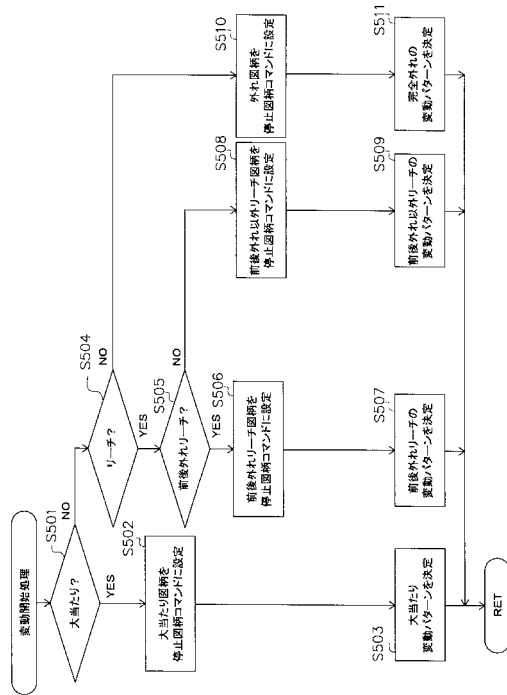 変動開始処理
S501
大当たり?
NO
YES
S502
大当たり図柄を
停止図柄コマンドに設定
S503
大当たり
変動パターンを決定
S504
リーチ?
NO
YES
S505
前後外れリーチ?
NO
YES
S506
前後外れリーチ図柄を
停止図柄コマンドに設定
S507
前後外れリーチの
変動パターンを決定
S508
前後外れ以外リーチ図柄を
停止図柄コマンドに設定
S509
前後外れ以外リーチの
変動パターンを決定
S510
外れ図柄を
停止図柄コマンドに設定
S511
完全外れの
変動パターンを決定
RET